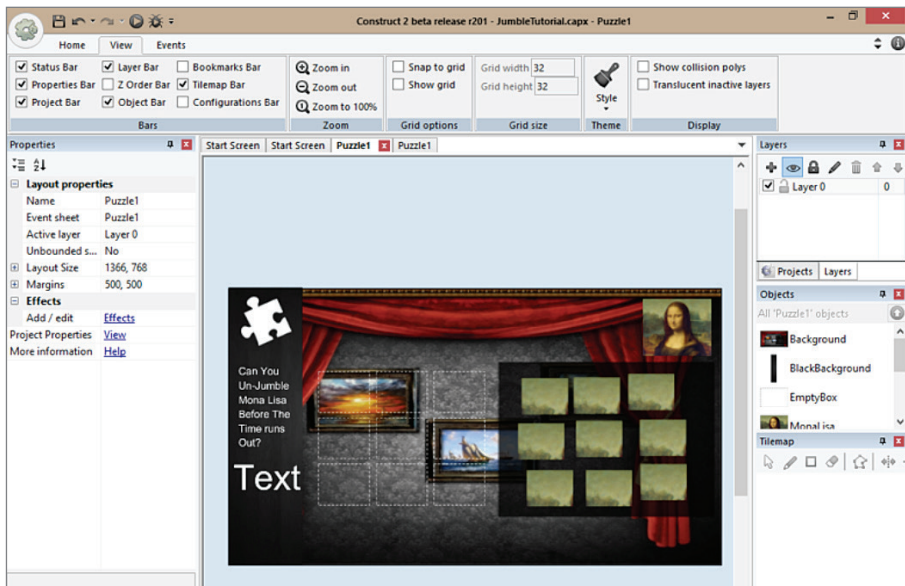 Construct 2 beta release r201 - JumbleTutorial.capx - Puzzle1
Home View Events
Status Bar Layer Bar Bookmarks Bar Zoom in Snap to grid Grid width 32 Show collision polys
Properties Bar Z Order Bar Tilemap Bar Zoom out Show grid Grid height 32 Translucent inactive layers
Project Bar Object Bar Configurations Bar Zoom to 100% Style
Bars Zoom Grid options Grid size Theme Display
Properties
Layout properties
Name Puzzle1
Event sheet Puzzle1
Active layer Layer 0
Unbounded s... No
Layout Size 1366, 768
Margins 500, 500
Effects
Add / edit Effects
Project Properties View
More information Help
Start Screen Start Screen Puzzle1 Puzzle1
Can You
Un-Jumble
Mona Lisa
Before The
Time runs
Out?
Text
Layers
Layer 0 0
Projects Layers
Objects
All 'Puzzle1' objects
Background
BlackBackground
EmptyBox
MonaLisa
Tilemap